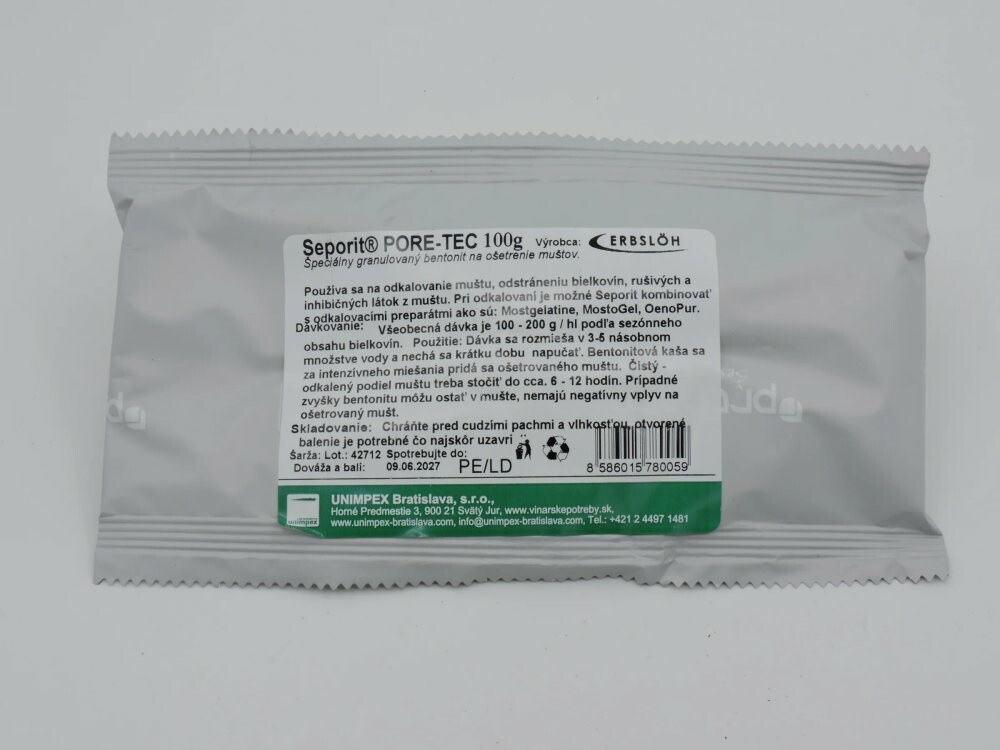 Seporit® PORE-TEC 100g Výrobca: ERBSLÖH
Špeciálny granulovaný bentonit na ošetrenie muštov.
Používa sa na odkalovanie muštu, odstráneniu bielkovín, rušivých a
inhibičných látok z muštu. Pri odkalovaní je možné Seporit kombinovať
s odkalovacími preparátmi ako sú: Mostgelatine, MostoGel, OenoPur.
Dávkovanie: Všeobecná dávka je 100 - 200 g / hl podľa sezónneho
obsahu bielkovín. Použitie: Dávka sa rozmieša v 3-5 násobnom
množstve vody a nechá sa krátku dobu napučať. Bentonitová kaša sa
za intenzívneho miešania pridá sa ošetrovaného muštu. Čistý -
odkalený podiel muštu treba stočiť do cca. 6 - 12 hodín. Prípadné
zvyšky bentonitu môžu ostať v mušte, nemajú negatívny vplyv na
ošetrovaný mušt.
Skladovanie: Chráňte pred cudzími pachmi a vlhkosťou, otvorené
balenie je potrebné čo najskôr uzavri
Šarža: Lot.: 42712 Spotrebujte do:
Dováža a balí: 09.06.2027 PE/LD
8 586015 780059
UNIMPEX Bratislava, s.r.o.,
Horné Predmestie 3, 900 21 Svätý Jur, www.vinarskepotreby.sk,
www.unimpex-bratislava.com, info@unimpex-bratislava.com, Tel.: +421 2 4497 1481
unimpex